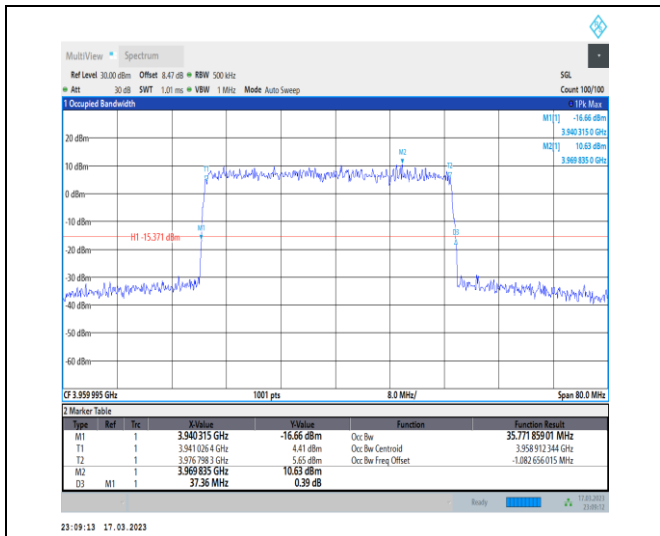 MultiView Spectrum
Ref Level 30.00 dBm Offset 8.47 dB RBW 500 kHz SGL
Att 30 dB SWT 1.01 ms VBW 1 MHz Mode Auto Sweep Count 100/100
1 Occupied Bandwidth 1Pk Max
M1[1] -16.66 dBm
3.940315 0 GHz
M2[1] 10.63 dBm
3.969 835 0 GHz
20 dBm
10 dBm
0 dBm
-10 dBm
-20 dBm
-30 dBm
-40 dBm
-50 dBm
-60 dBm
T1
M2
T2
M1
D3
H1 -15.371 dBm
CF 3.959 995 GHz 1001 pts 8.0 MHz/ Span 80.0 MHz
2 Marker Table
Type Ref Trc X-Value Y-Value Function Function Result
M1 1 3.940315 GHz -16.66 dBm Occ Bw 35.771 859 01 MHz
T1 1 3.941 026 4 GHz 4.41 dBm Occ Bw Centroid 3.958 912 344 GHz
T2 1 3.976 798 3 GHz 5.65 dBm Occ Bw Freq Offset -1.082 656 015 MHz
M2 1 3.969 835 GHz 10.63 dBm
D3 M1 1 37.36 MHz 0.39 dB
Ready 17.03.2023
23:09:12
23:09:13 17.03.2023